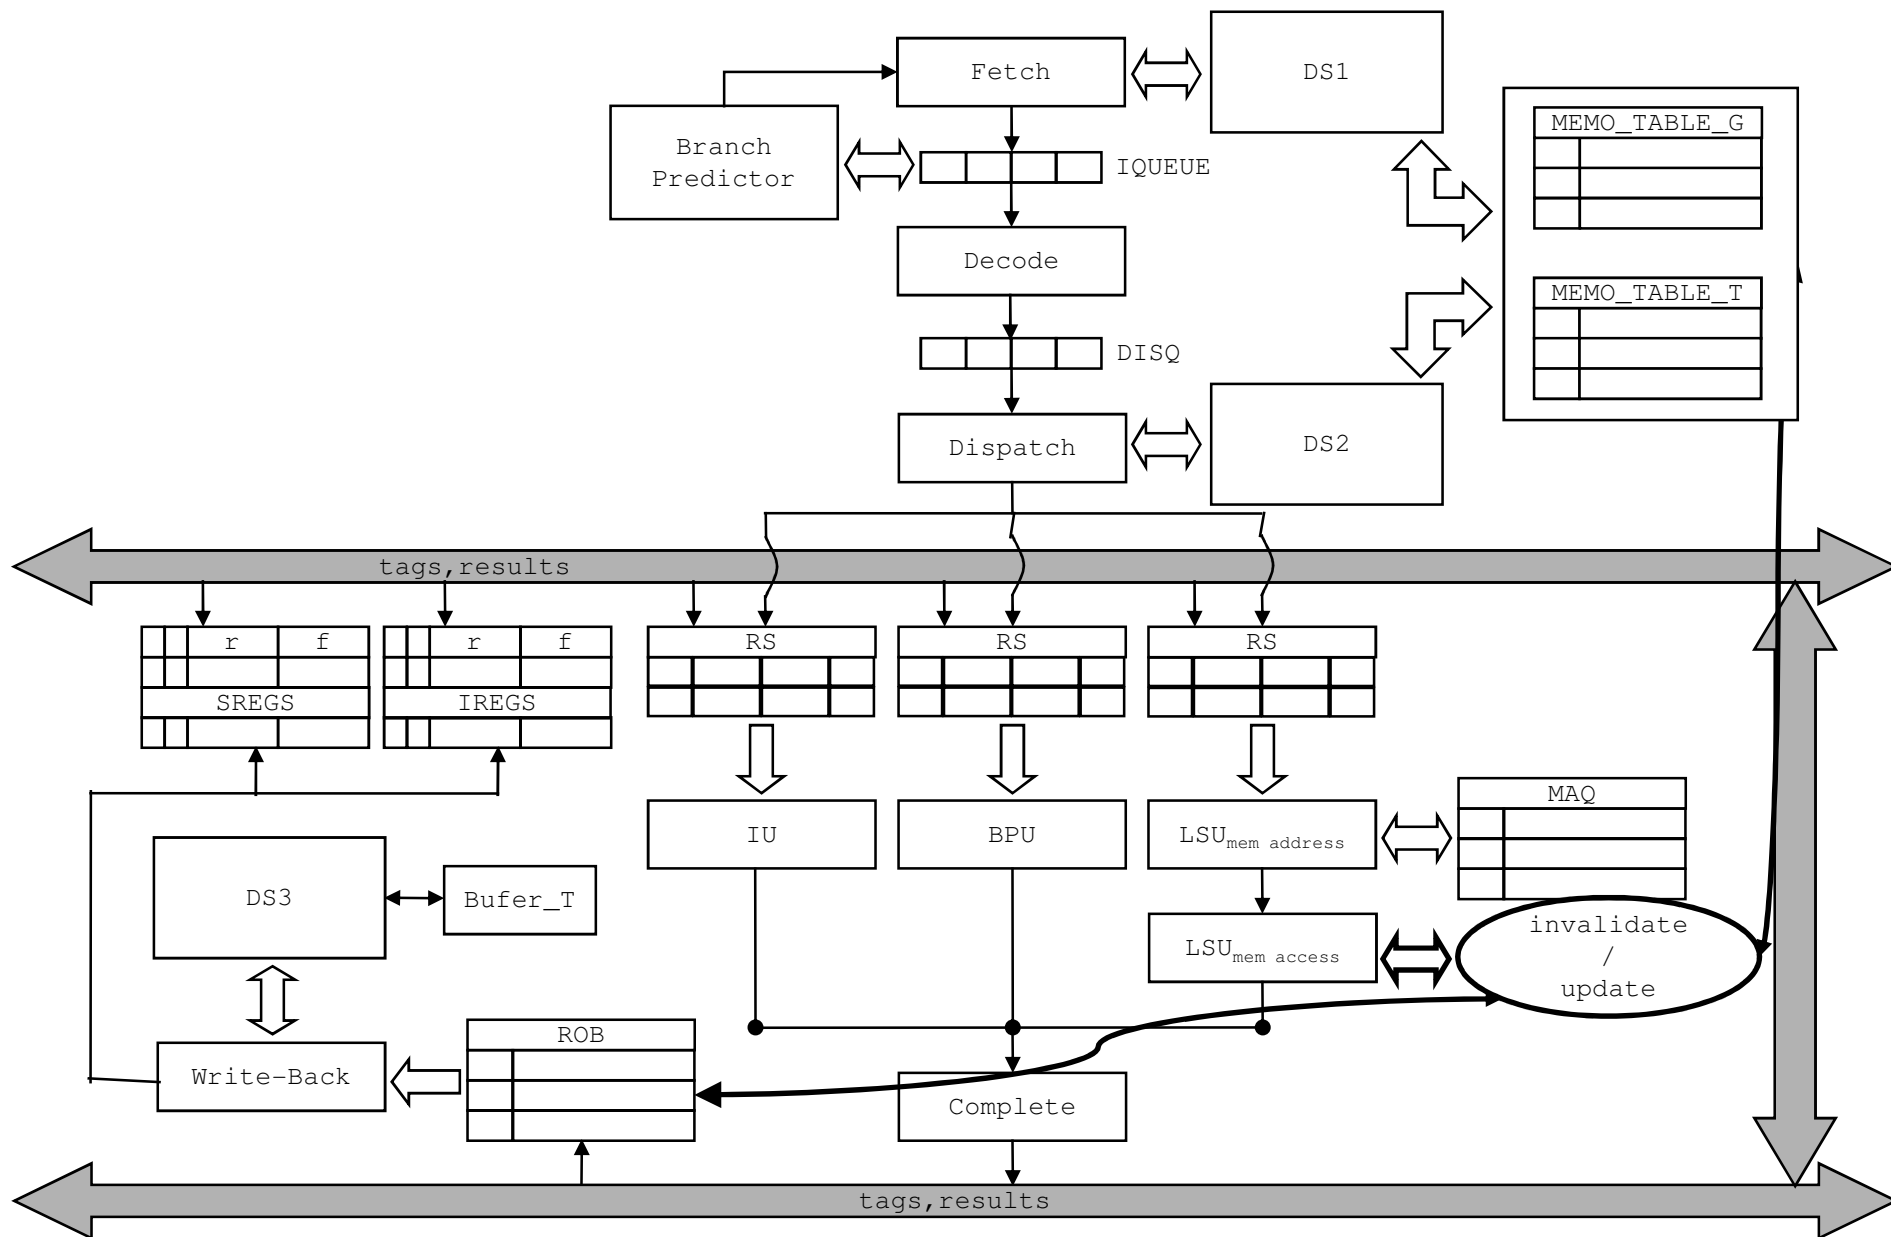 Fetch
DS1
MEMO_TABLE_G
Branch
Predictor
IQUEUE
Decode
MEMO_TABLE_T
DISQ
Dispatch
DS2
tags,results
r
f
r
f
RS
RS
RS
SREGS
IREGS
MAQ
IU
BPU
LSUmem address
DS3
Bufer_T
LSUmem access
invalidate
/
update
ROB
Write-Back
Complete
tags,results